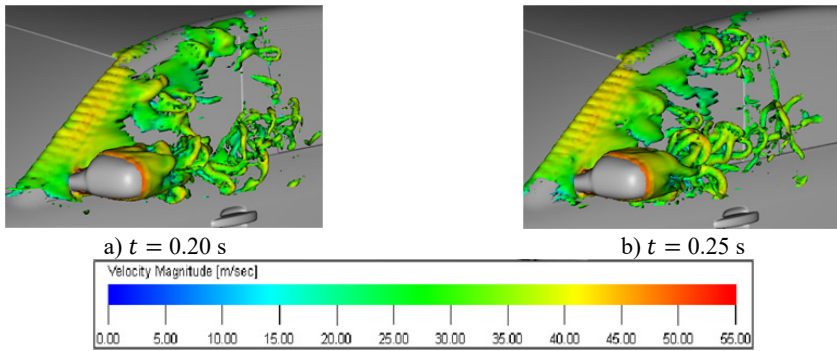 a) t = 0.20 s
b) t = 0.25 s
Velocity Magnitude [m/sec]
0.00 5.00 10.00 15.00 20.00 25.00 30.00 35.00 40.00 45.00 50.00 55.00